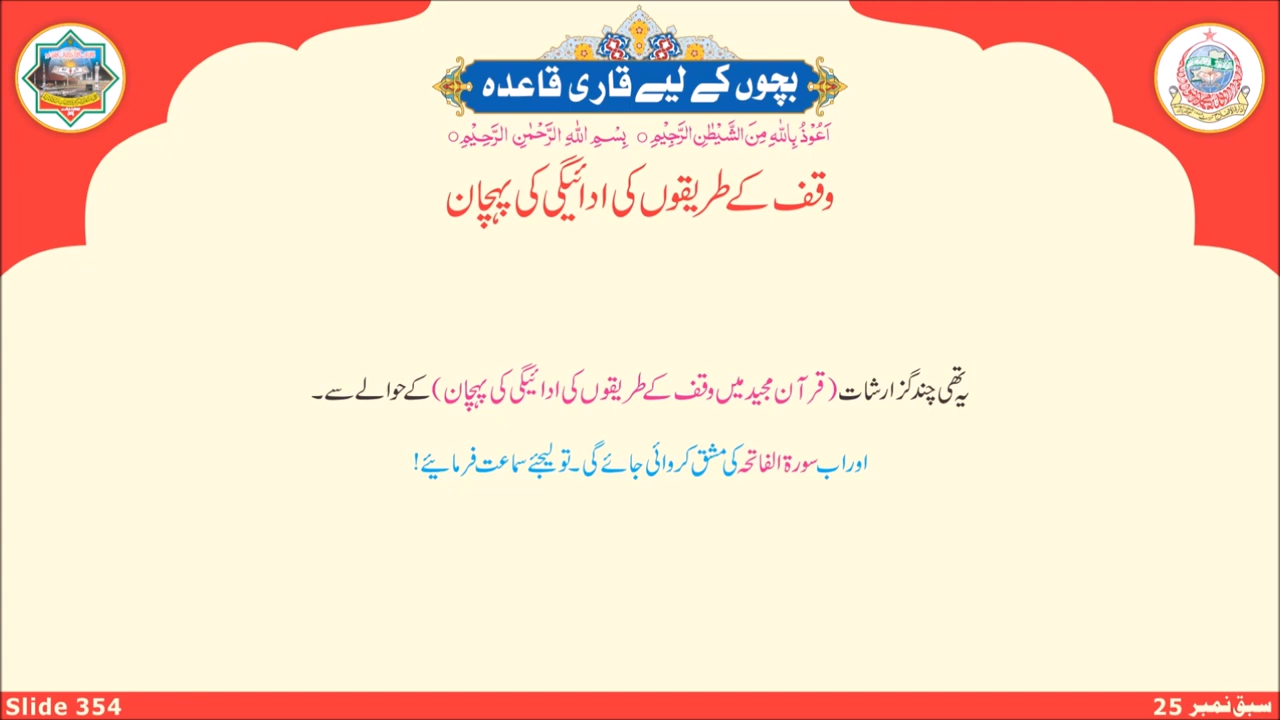 بچوں کے لیے قاری قاعدہ
اَعُوْذُ بِاللّٰهِ مِنَ الشَّيْطٰنِ الرَّجِيْمِ ○ بِسْمِ اللّٰهِ الرَّحْمٰنِ الرَّحِيْمِ ○
وقف کے طریقوں کی ادائیگی کی پہچان
یہ تھی چند گزارشات (قرآن مجید میں وقف کے طریقوں کی ادائیگی کی پہچان) کے حوالے سے۔
اور اب سورۃ الفاتحہ کی مشق کروائی جائے گی۔ تو لیجئے سماعت فرمائیے!
Slide 354
سبق نمبر 25